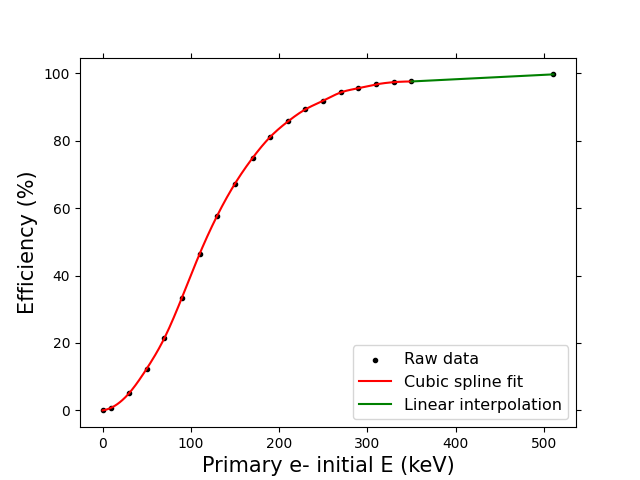 100
80
60
40
20
0
Efficiency (%)
Raw data
Cubic spline fit
Linear interpolation
0 100 200 300 400 500
Primary e- initial E (keV)